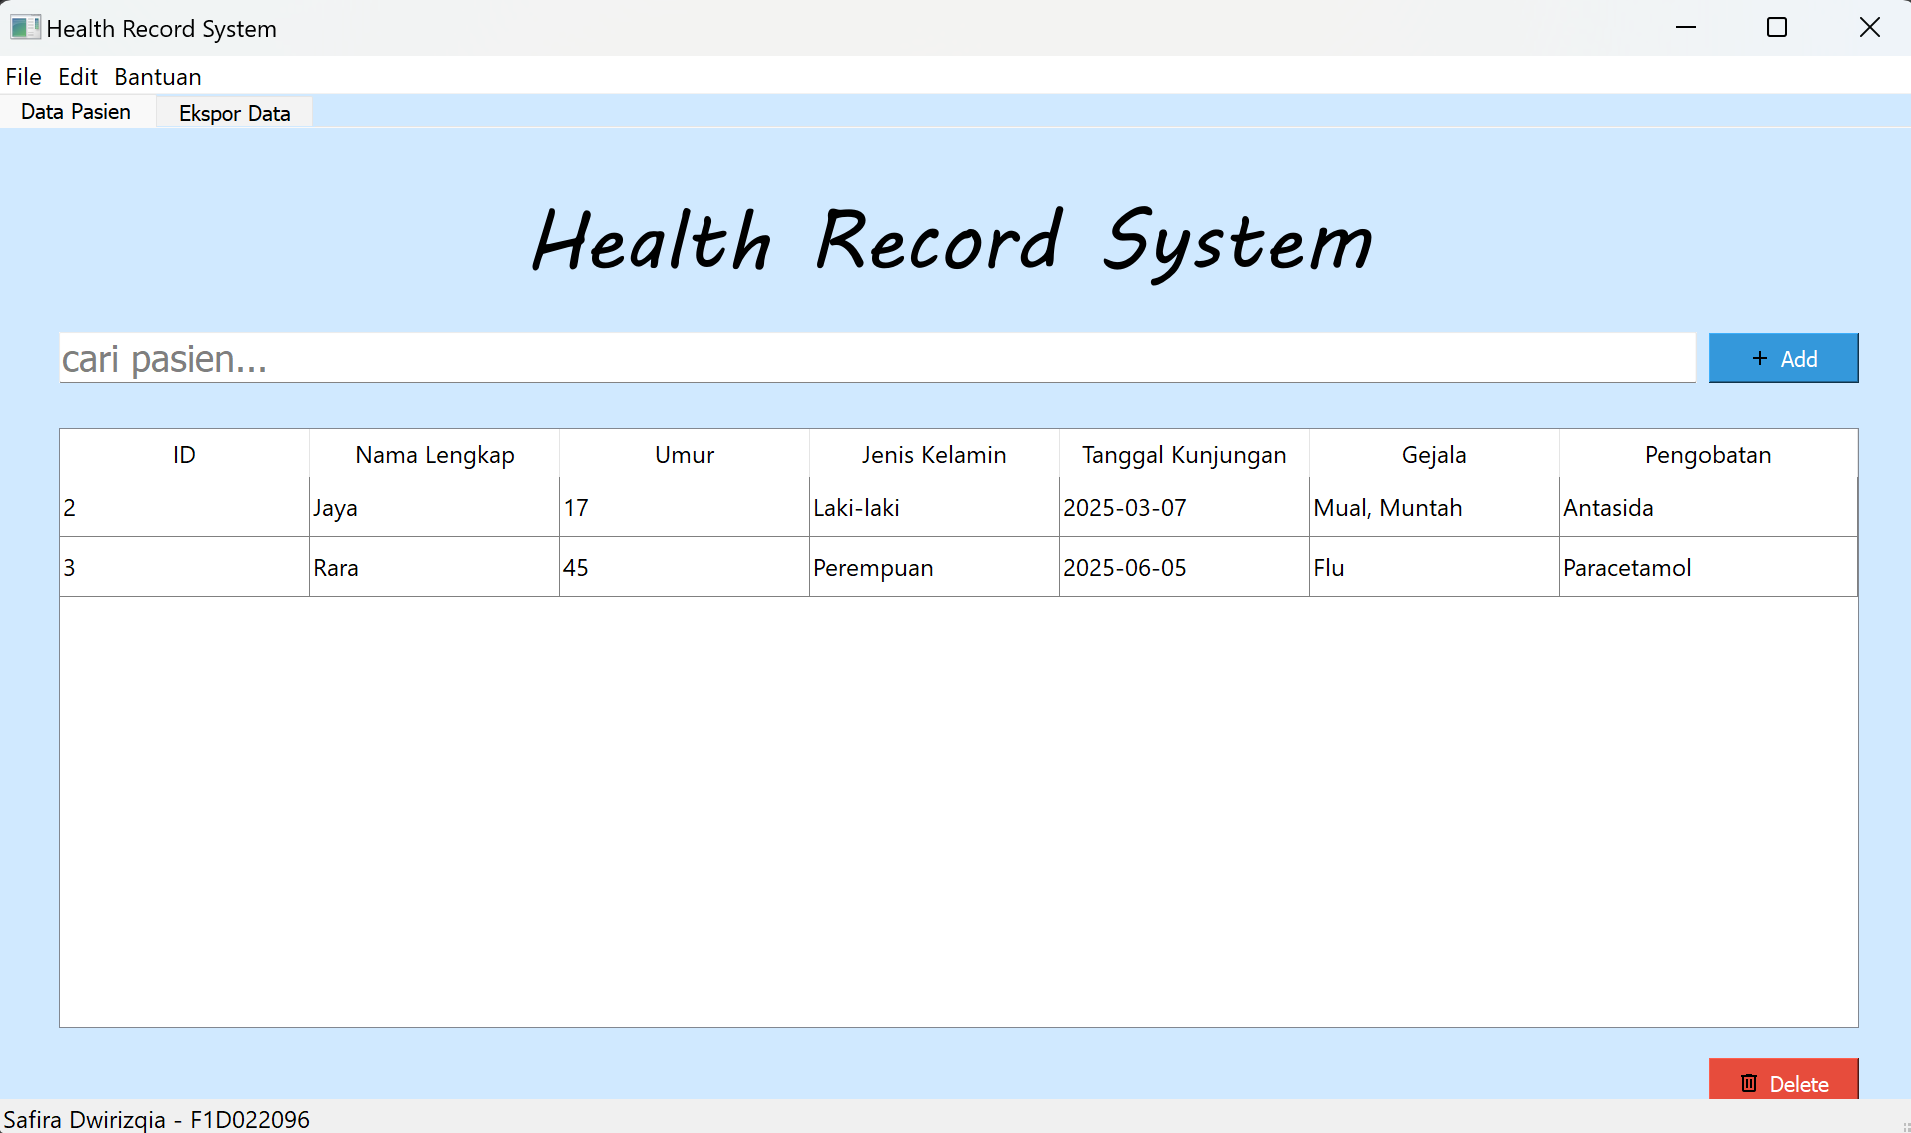 Health Record System
File Edit Bantuan
Data Pasien Ekspor Data
Health Record System
cari pasien... + Add
ID Nama Lengkap Umur Jenis Kelamin Tanggal Kunjungan Gejala Pengobatan
2 Jaya 17 Laki-laki 2025-03-07 Mual, Muntah Antasida
3 Rara 45 Perempuan 2025-06-05 Flu Paracetamol
Delete
Safira Dwirizqia - F1D022096